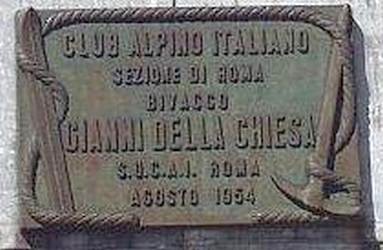 CLUB ALPINO ITALIANO
SEZIONE DI ROMA
BIVACCO
GIANNI DELLA CHIESA
S.U.C.A.I. ROMA
AGOSTO 1954